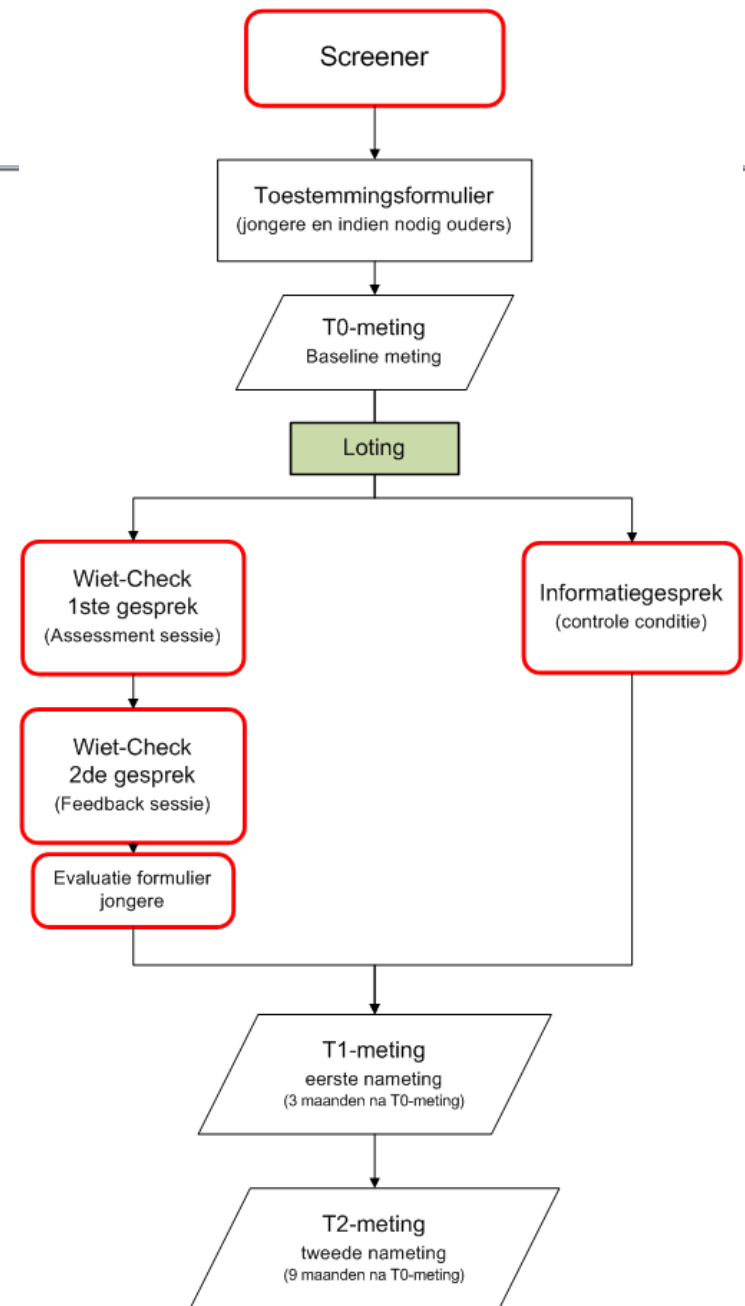 Screener
Toestemmingsformulier
(jongere en indien nodig ouders)
T0-meting
Baseline meting
Loting
Wiet-Check
1ste gesprek
(Assessment sessie)
Informatiegesprek
(controle conditie)
Wiet-Check
2de gesprek
(Feedback sessie)
Evaluatie formulier
jongere
T1-meting
eerste nameting
(3 maanden na T0-meting)
T2-meting
tweede nameting
(9 maanden na T0-meting)